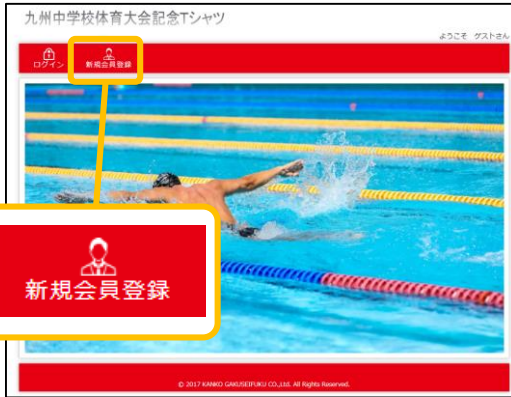 九州中学校体育大会記念Tシャツ
ようこそ ゲストさん
ログイン
新規会員登録
新規会員登録
© 2017 KANKO GAKUSEIFUKU CO.,Ltd. All Rights Reserved.